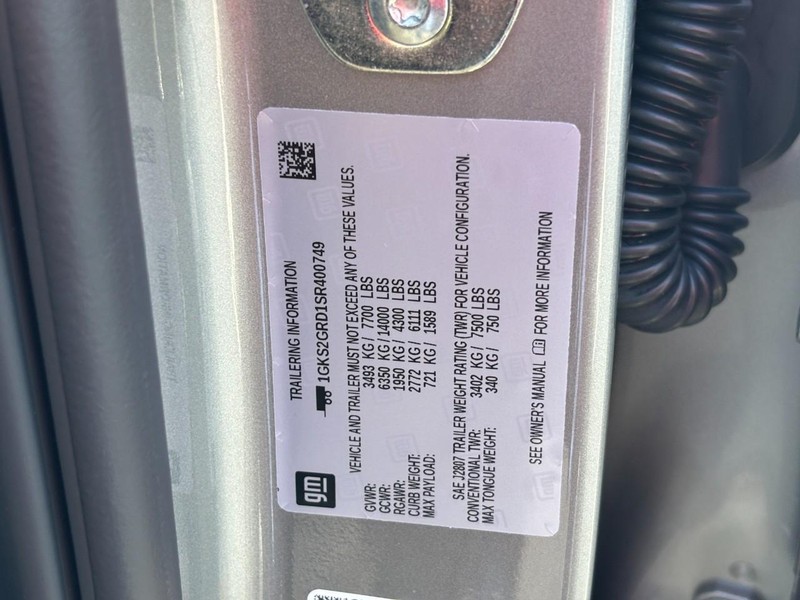 gm
TRAILERING INFORMATION
1GKS2GRD1SR400749
VEHICLE AND TRAILER MUST NOT EXCEED ANY OF THESE VALUES.
GVWR: 3493 KG/ 7700 LBS
GCWR: 6350 KG/14000 LBS
RGAWR: 1950 KG/ 4300 LBS
CURB WEIGHT: 2772 KG/ 6111 LBS
MAX PAYLOAD: 721 KG/ 1589 LBS
SAE J2807 TRAILER WEIGHT RATING (TWR) FOR VEHICLE CONFIGURATION.
CONVENTIONAL TWR: 3402 KG/ 7500 LBS
MAX TONGUE WEIGHT: 340 KG/ 750 LBS
SEE OWNER'S MANUAL FOR MORE INFORMATION